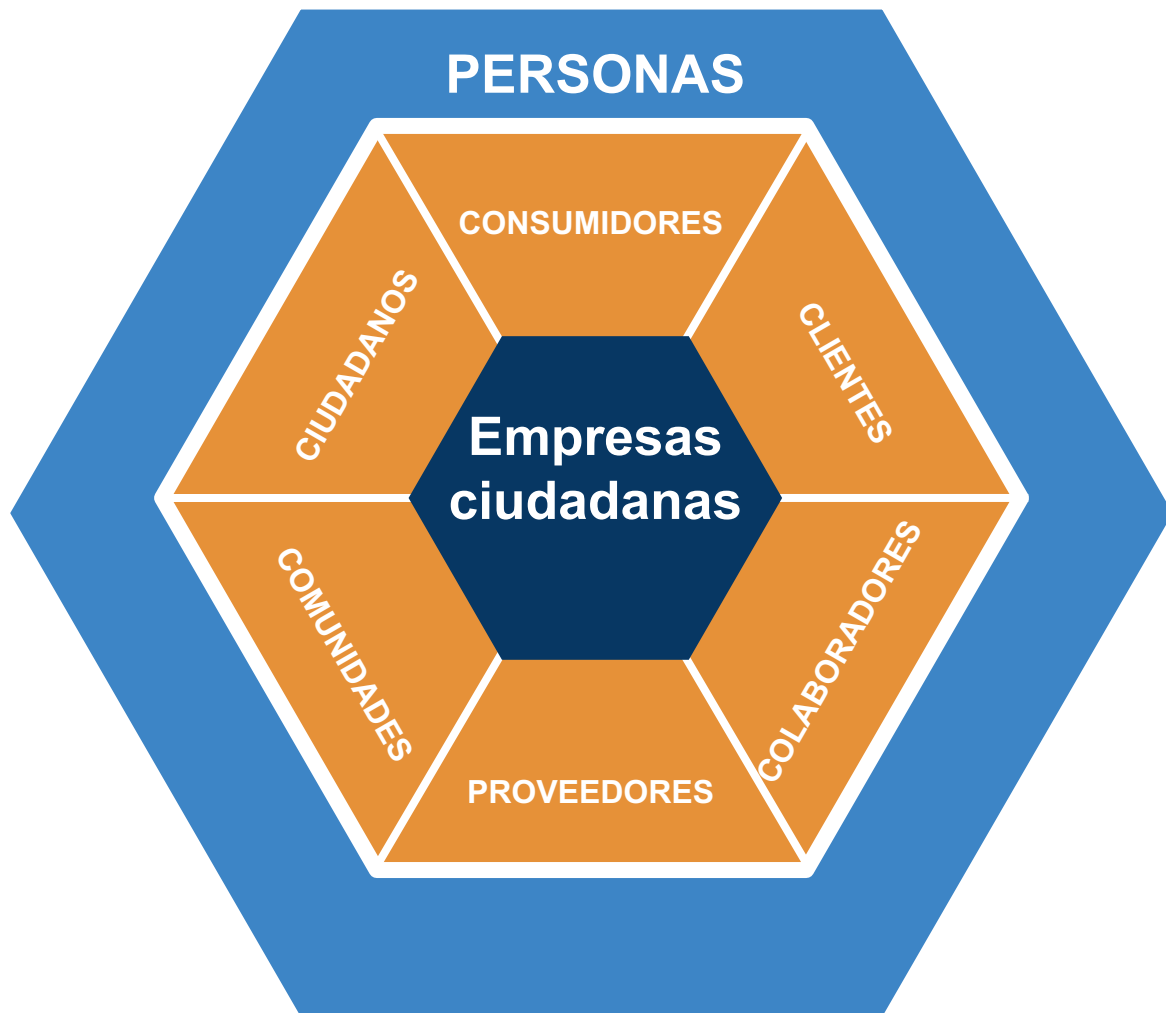 PERSONAS
CONSUMIDORES
CIUDADANOS
CLIENTES
Empresas
ciudadanas
COMUNIDADES
COLABORADORES
PROVEEDORES